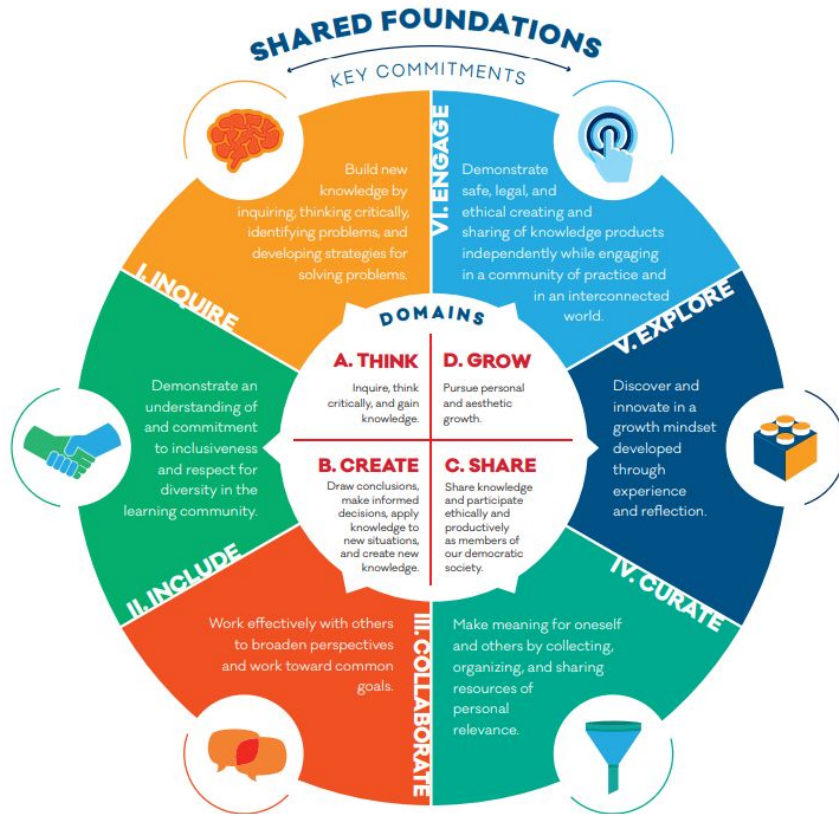 SHARED FOUNDATIONS
KEY COMMITMENTS
I. INQUIRE
Build new
knowledge by
inquiring, thinking critically,
identifying problems, and
developing strategies for
solving problems.
VI. ENGAGE
Demonstrate
safe, legal, and
ethical creating and
sharing of knowledge products
independently while engaging
in a community of practice and
in an interconnected
world.
II. INCLUDE
Demonstrate an
understanding of
and commitment
to inclusiveness
and respect for
diversity in the
learning community.
DOMAINS
A. THINK
Inquire, think
critically, and gain
knowledge.
D. GROW
Pursue personal
and aesthetic
growth.
B. CREATE
Draw conclusions,
make informed
decisions, apply
knowledge to
new situations,
and create new
knowledge.
C. SHARE
Share knowledge
and participate
ethically and
productively
as members of
our democratic
society.
V. EXPLORE
Discover and
innovate in a
growth mindset
developed
through
experience
and reflection.
III. COLLABORATE
Work effectively with others
to broaden perspectives
and work toward common
goals.
IV. CURATE
Make meaning for oneself
and others by collecting,
organizing, and sharing
resources of
personal
relevance.